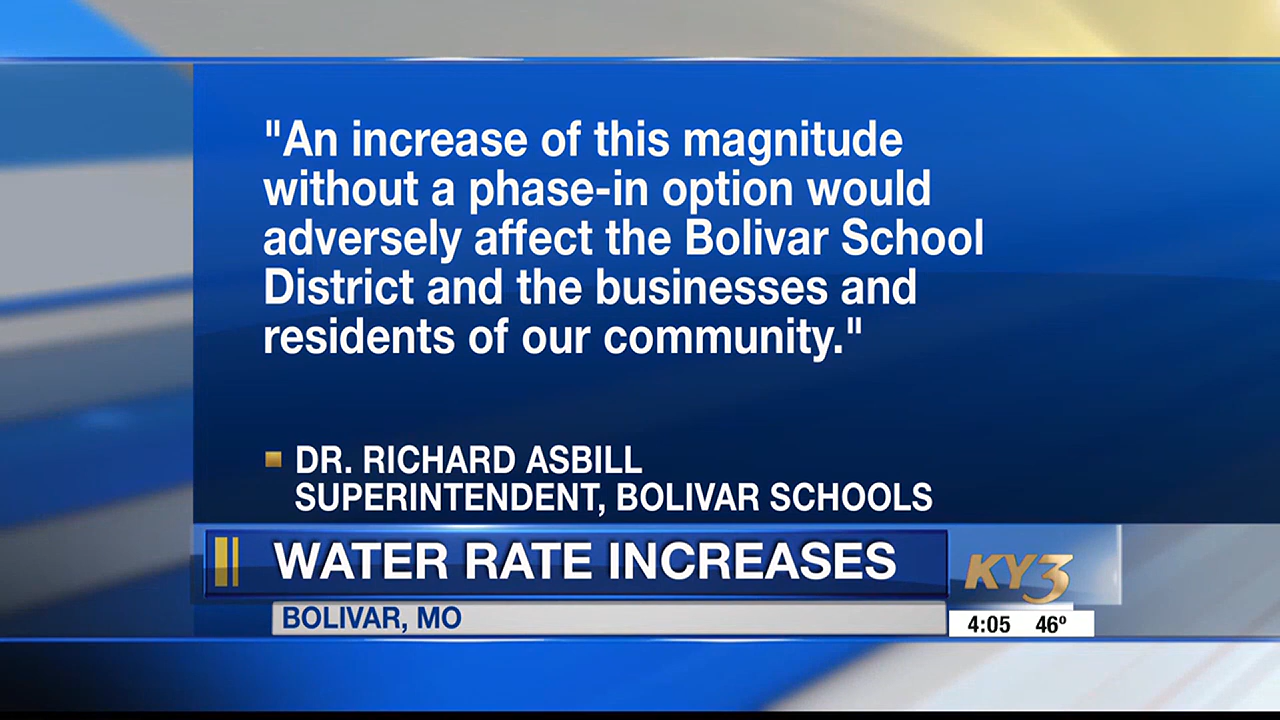 "An increase of this magnitude
without a phase-in option would
adversely affect the Bolivar School
District and the businesses and
residents of our community."
DR. RICHARD ASBILL
SUPERINTENDENT, BOLIVAR SCHOOLS
WATER RATE INCREASES
KY3
BOLIVAR, MO
4:05 46º